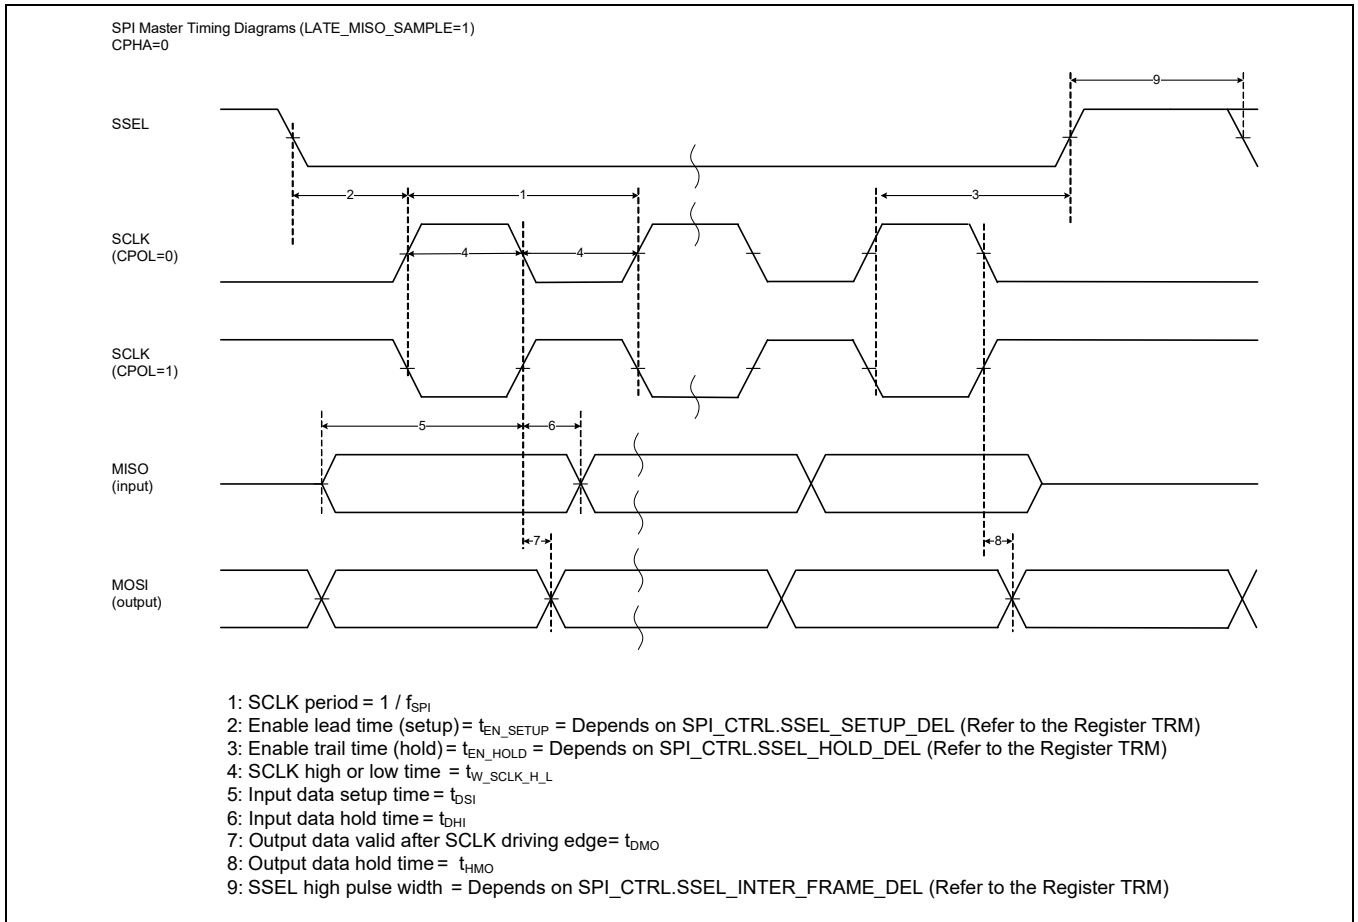 SPI Master Timing Diagrams (LATE_MISO_SAMPLE=1)
CPHA=0
9
SSEL
2
1
3
SCLK
(CPOL=0)
4
4
SCLK
(CPOL=1)
5
6
MISO
(input)
7
8
MOSI
(output)
1: SCLK period = 1 / fSPI
2: Enable lead time (setup) = tEN_SETUP = Depends on SPI_CTRL.SSEL_SETUP_DEL (Refer to the Register TRM)
3: Enable trail time (hold) = tEN_HOLD = Depends on SPI_CTRL.SSEL_HOLD_DEL (Refer to the Register TRM)
4: SCLK high or low time = tW_SCLK_H_L
5: Input data setup time = tDSI
6: Input data hold time = tDHI
7: Output data valid after SCLK driving edge= tDMO
8: Output data hold time = tHMO
9: SSEL high pulse width = Depends on SPI_CTRL.SSEL_INTER_FRAME_DEL (Refer to the Register TRM)